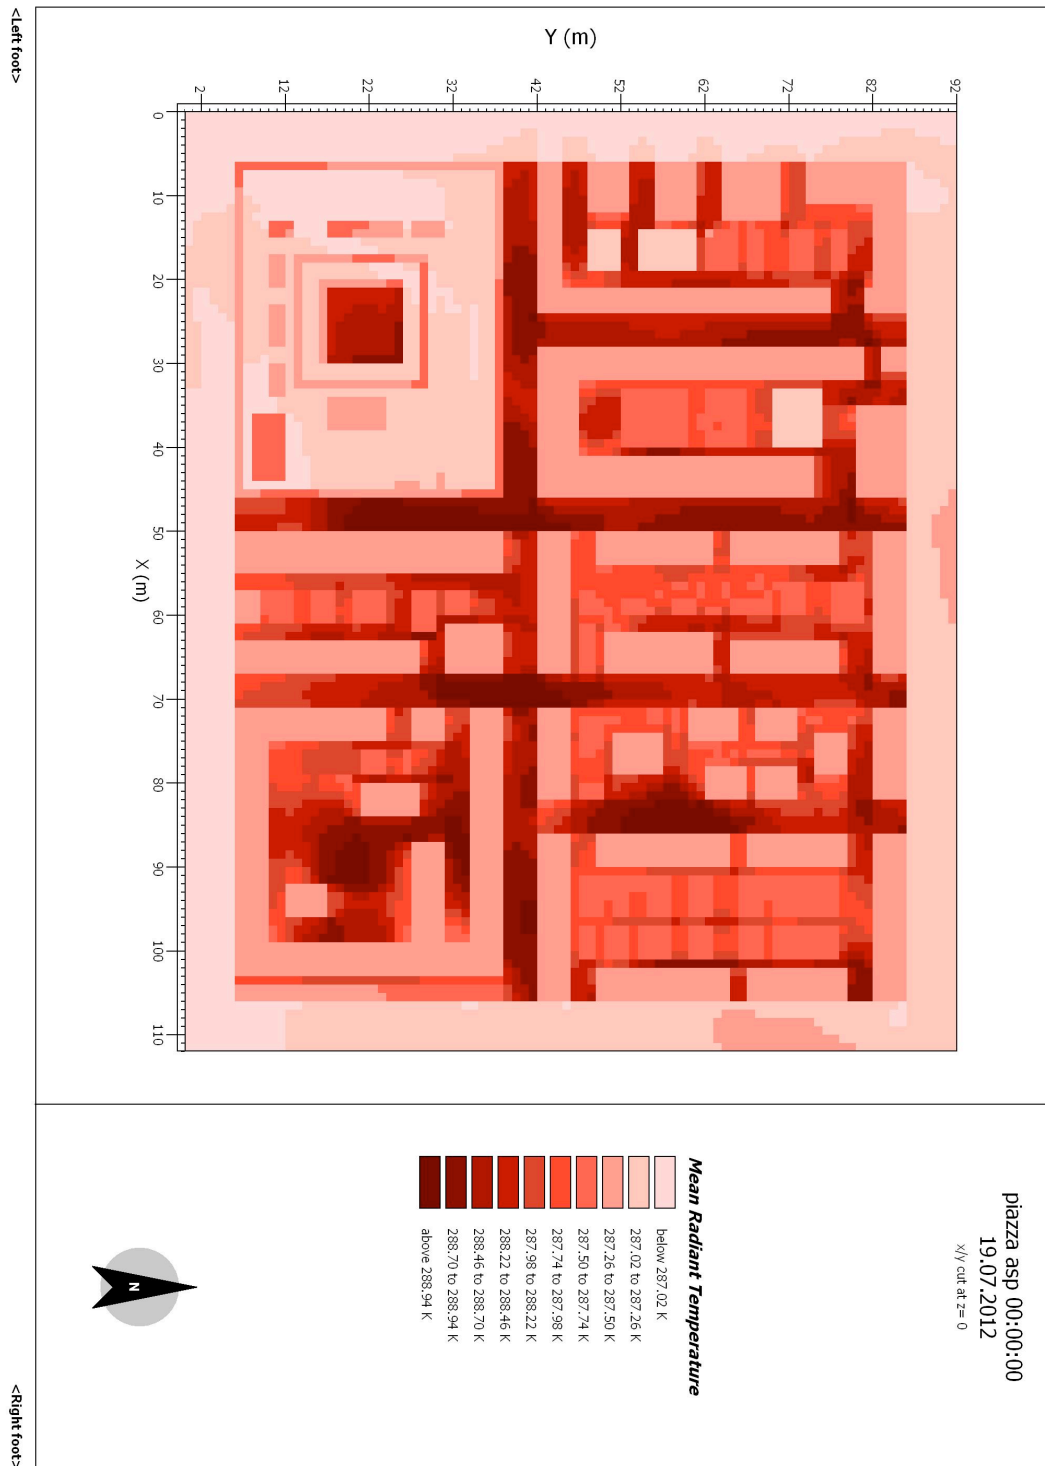 piazza asp 00:00:00
19.07.2012
x/y cut at z= 0
Mean Radiant Temperature
below 287.02 K
287.02 to 287.26 K
287.26 to 287.50 K
287.50 to 287.74 K
287.74 to 287.98 K
287.98 to 288.22 K
288.22 to 288.46 K
288.46 to 288.70 K
288.70 to 288.94 K
above 288.94 K
N
Y (m)
2 12 22 32 42 52 62 72 82 92
0 10 20 30 40 50 60 70 80 90 100 110
X (m)
<Left foot>
<Right foot>